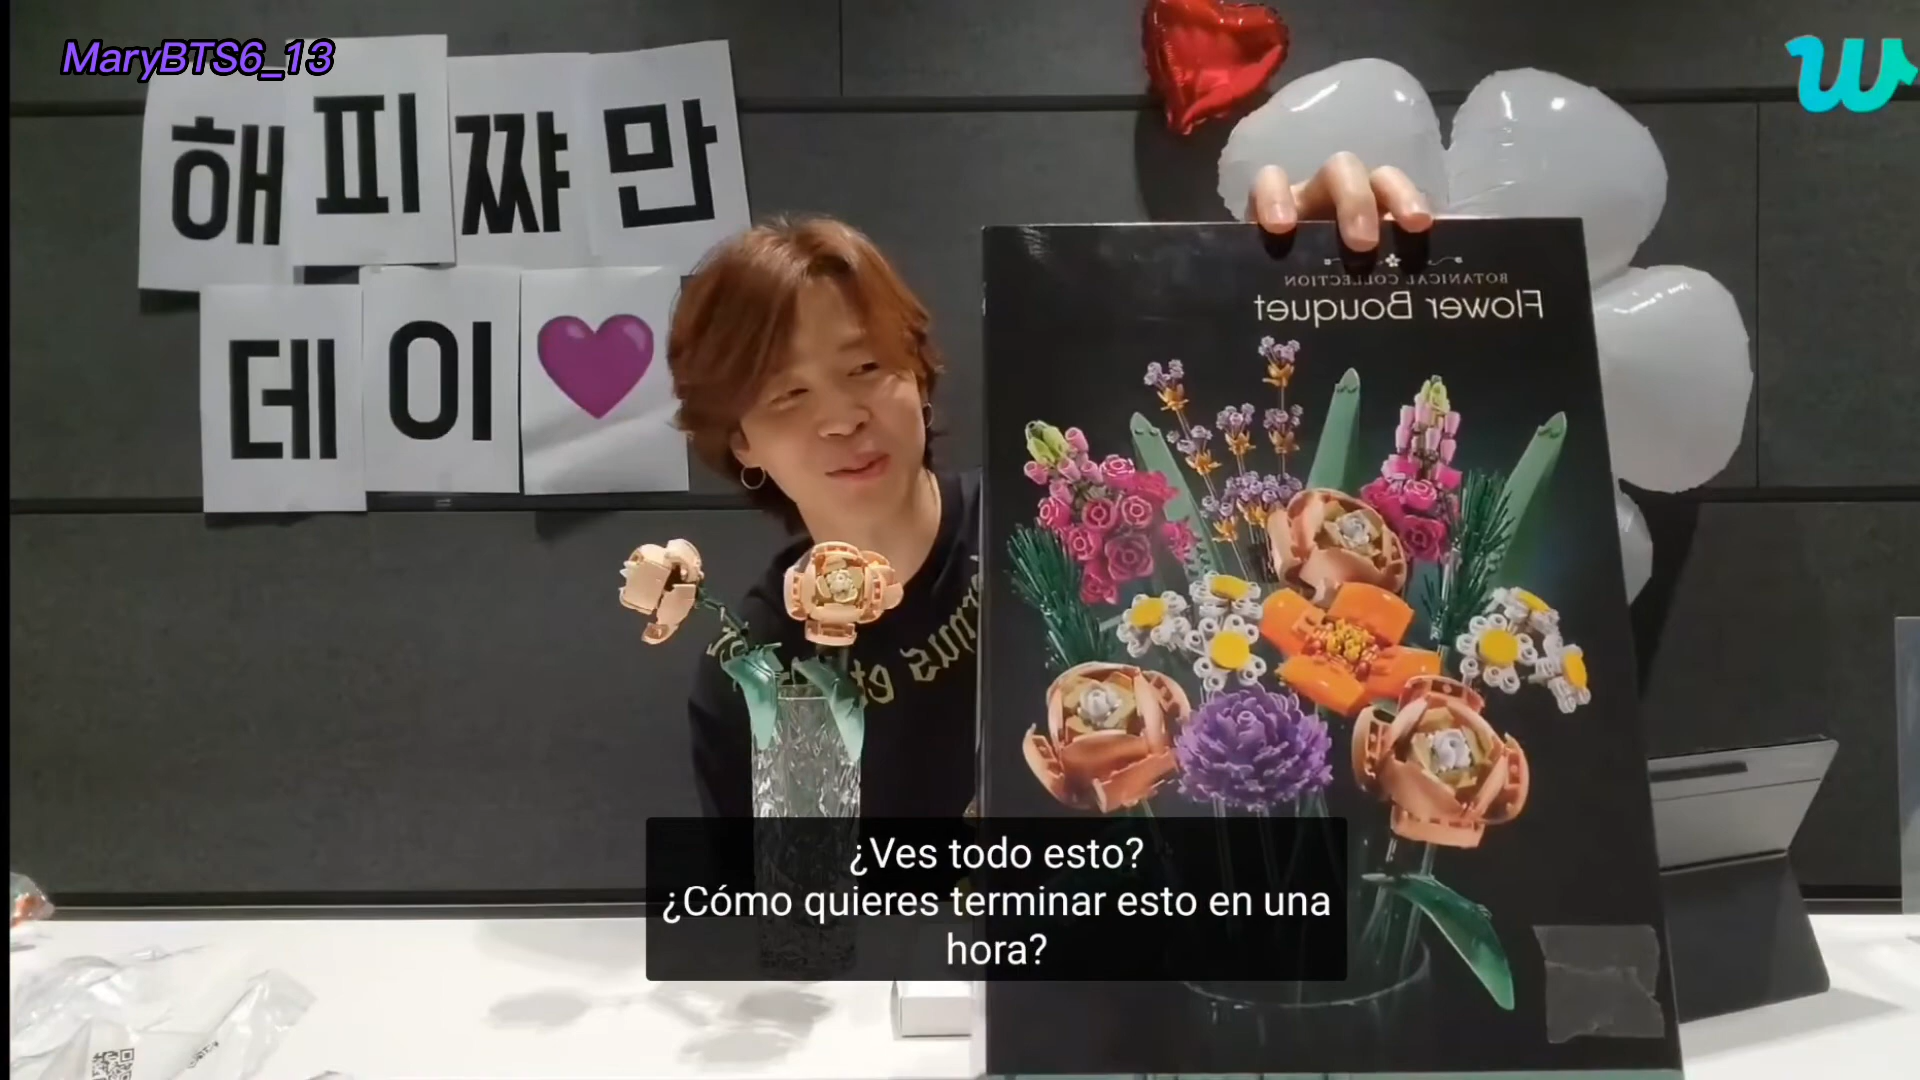 MaryBTS6_13
해피쨔만
데이💜
BOTANICAL COLLECTION
Flower Bouquet
¿Ves todo esto?
¿Cómo quieres terminar esto en una
hora?